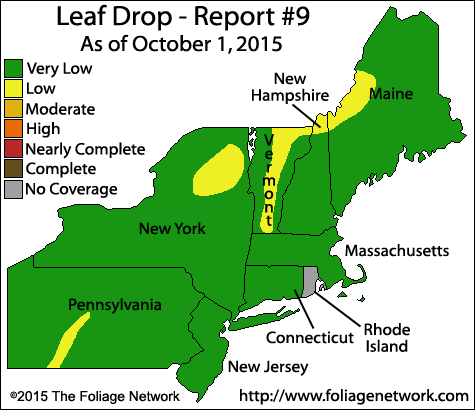 Leaf Drop - Report #9
As of October 1, 2015
Very Low
Low
Moderate
High
Nearly Complete
Complete
No Coverage
New
Hampshire
Maine
Vermont
New York
Massachusetts
Pennsylvania
Connecticut
Rhode
Island
New Jersey
©2015 The Foliage Network
http://www.foliagenetwork.com